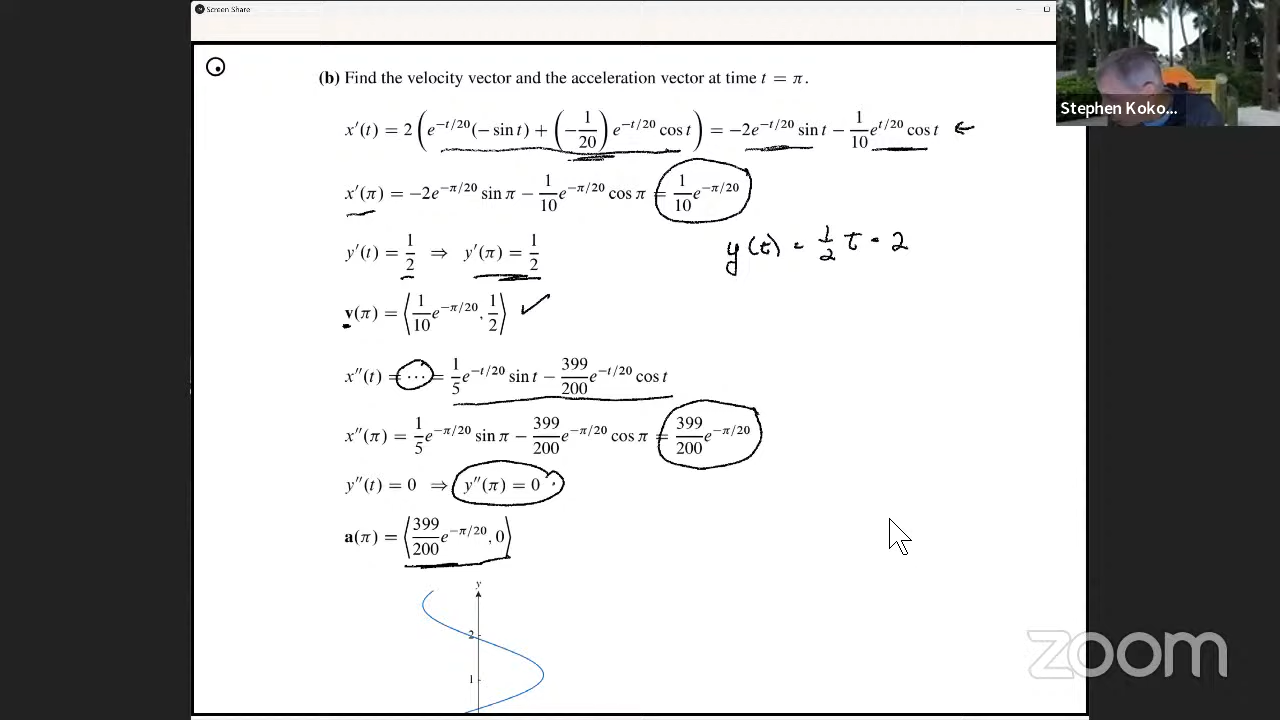 Screen Share
(b) Find the velocity vector and the acceleration vector at time t = π.
x′(t) = 2 ( e^{−t/20}(− sin t) + (−1/20) e^{−t/20} cos t ) = −2e^{−t/20} sin t − 1/10 e^{t/20} cos t
x′(π) = −2e^{−π/20} sin π − 1/10 e^{−π/20} cos π = 1/10 e^{−π/20}
y′(t) = 1/2 ⇒ y′(π) = 1/2
y(t) = 1/2 t - 2
v(π) = ⟨ 1/10 e^{−π/20}, 1/2 ⟩
x″(t) = ··· = 1/5 e^{−t/20} sin t − 399/200 e^{−t/20} cos t
x″(π) = 1/5 e^{−π/20} sin π − 399/200 e^{−π/20} cos π = 399/200 e^{−π/20}
y″(t) = 0 ⇒ y″(π) = 0
a(π) = ⟨ 399/200 e^{−π/20}, 0 ⟩
y
2
1
Stephen Koko...
zoom